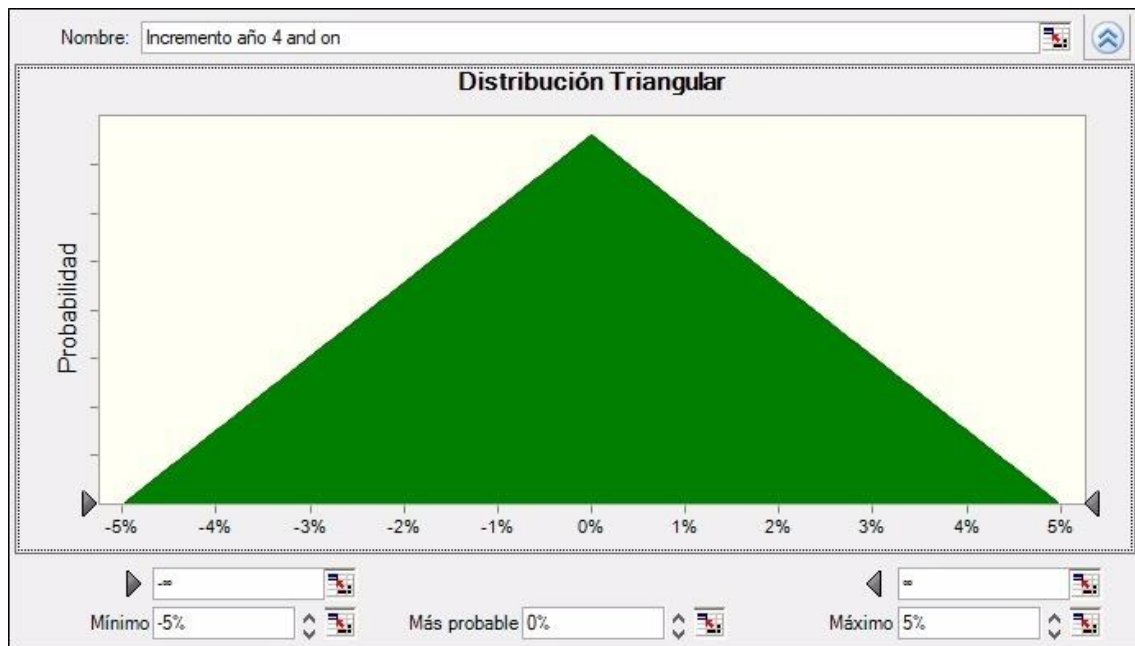 Nombre: Incremento año 4 and on
Distribución Triangular
Probabilidad
-5% -4% -3% -2% -1% 0% 1% 2% 3% 4% 5%
-∞ ∞
Mínimo -5% Más probable 0% Máximo 5%